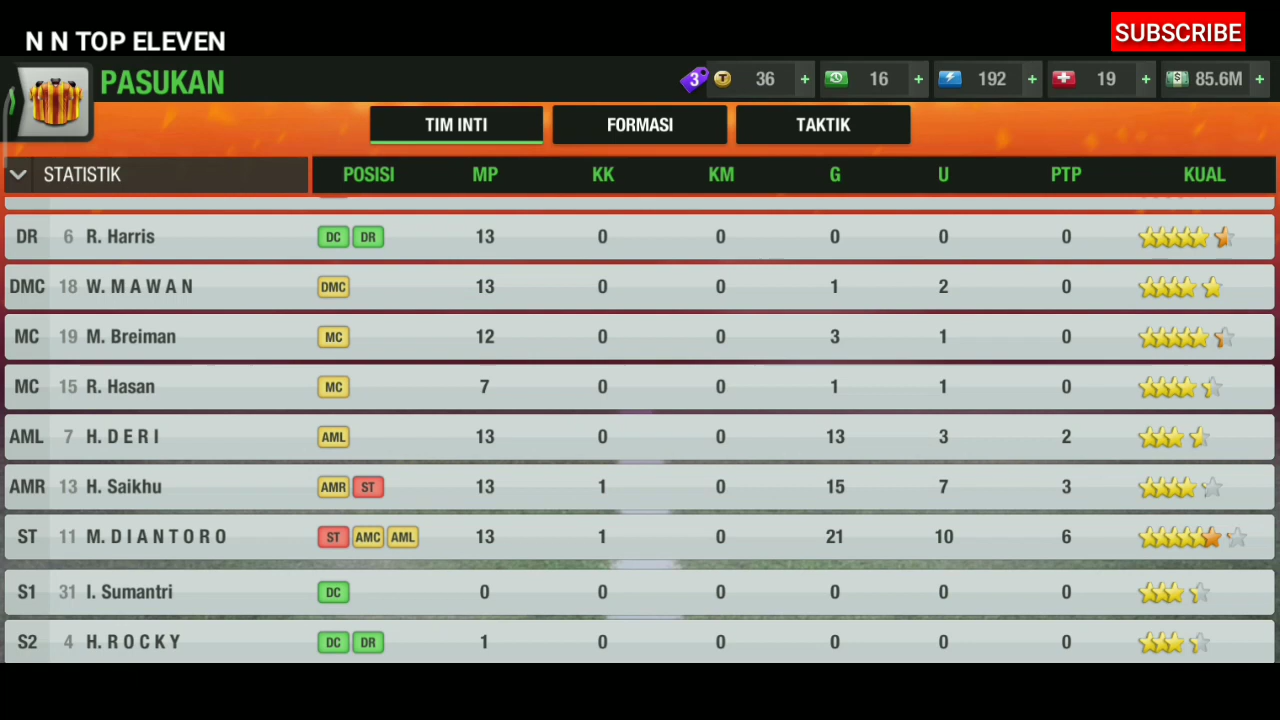 N N TOP ELEVEN
SUBSCRIBE
PASUKAN
3 T 36 + 16 + 192 + 19 + 85.6M +
TIM INTI FORMASI TAKTIK
STATISTIK POSISI MP KK KM G U PTP KUAL
DR 6 R. Harris DC DR 13 0 0 0 0 0
DMC 18 W. M A W A N DMC 13 0 0 1 2 0
MC 19 M. Breiman MC 12 0 0 3 1 0
MC 15 R. Hasan MC 7 0 0 1 1 0
AML 7 H. D E R I AML 13 0 0 13 3 2
AMR 13 H. Saikhu AMR ST 13 1 0 15 7 3
ST 11 M. D I A N T O R O ST AMC AML 13 1 0 21 10 6
S1 31 I. Sumantri DC 0 0 0 0 0 0
S2 4 H. R O C K Y DC DR 1 0 0 0 0 0